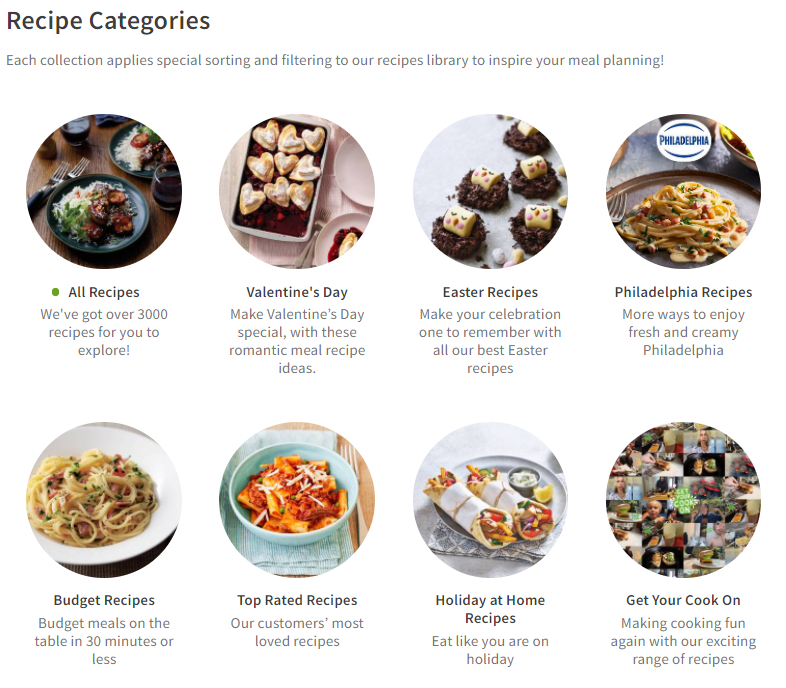 Recipe Categories
Each collection applies special sorting and filtering to our recipes library to inspire your meal planning!
PHILADELPHIA
All Recipes
We've got over 3000
recipes for you to
explore!
Valentine's Day
Make Valentine’s Day
special, with these
romantic meal recipe
ideas.
Easter Recipes
Make your celebration
one to remember with
all our best Easter
recipes
Philadelphia Recipes
More ways to enjoy
fresh and creamy
Philadelphia
GET
YOUR
COOK
ON
Budget Recipes
Budget meals on the
table in 30 minutes or
less
Top Rated Recipes
Our customers’ most
loved recipes
Holiday at Home
Recipes
Eat like you are on
holiday
Get Your Cook On
Making cooking fun
again with our exciting
range of recipes